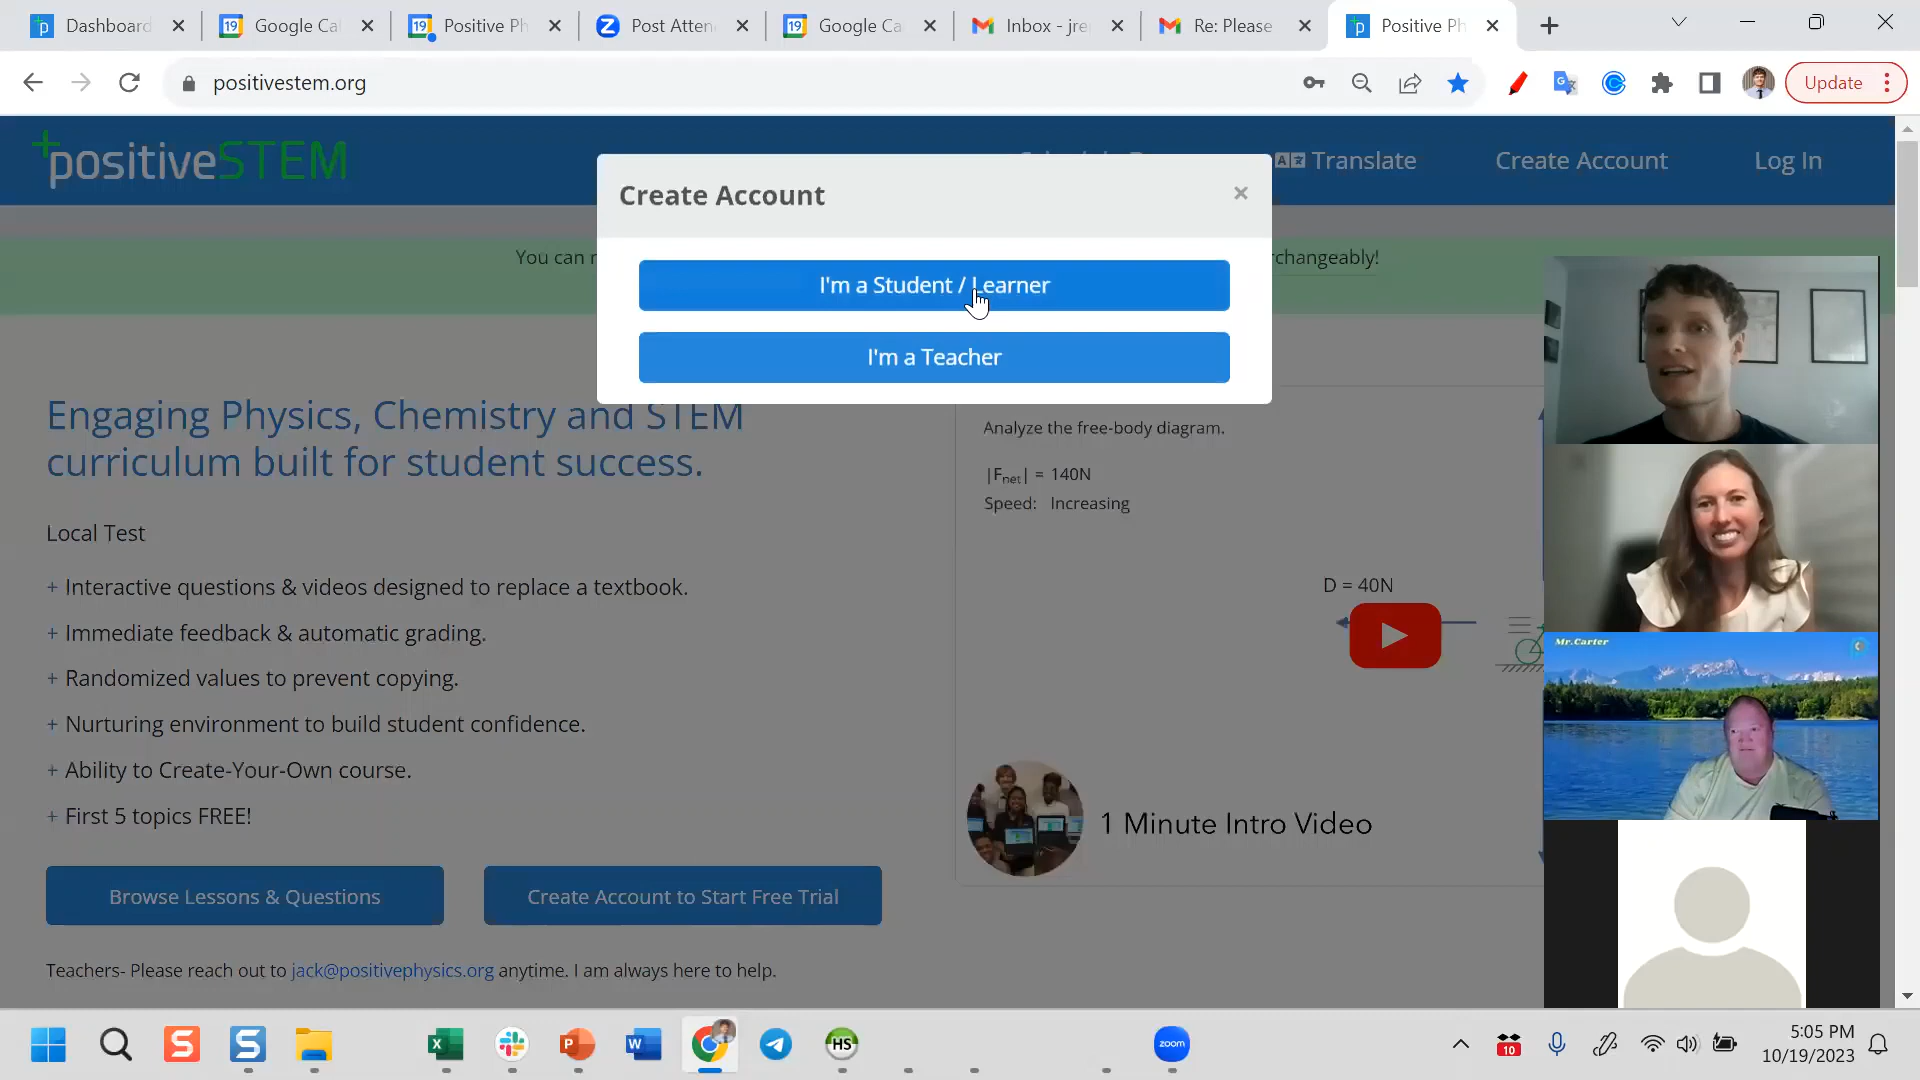 Dashboard
Google Ca
Positive Ph
Post Atten
Google Ca
Inbox - jre
Re: Please
Positive Ph
positivestem.org
Update
+positiveSTEM
Translate
Create Account
Log In
Create Account
×
You can
rchangeably!
I'm a Student / Learner
I'm a Teacher
Engaging Physics, Chemistry and STEM
curriculum built for student success.
Local Test
+ Interactive questions & videos designed to replace a textbook.
+ Immediate feedback & automatic grading.
+ Randomized values to prevent copying.
+ Nurturing environment to build student confidence.
+ Ability to Create-Your-Own course.
+ First 5 topics FREE!
Browse Lessons & Questions
Create Account to Start Free Trial
Teachers- Please reach out to jack@positivephysics.org anytime. I am always here to help.
Analyze the free-body diagram.
|Fnet| = 140N
Speed: Increasing
D = 40N
1 Minute Intro Video
Mr.Carter
HS
zoom
10
5:05 PM
10/19/2023